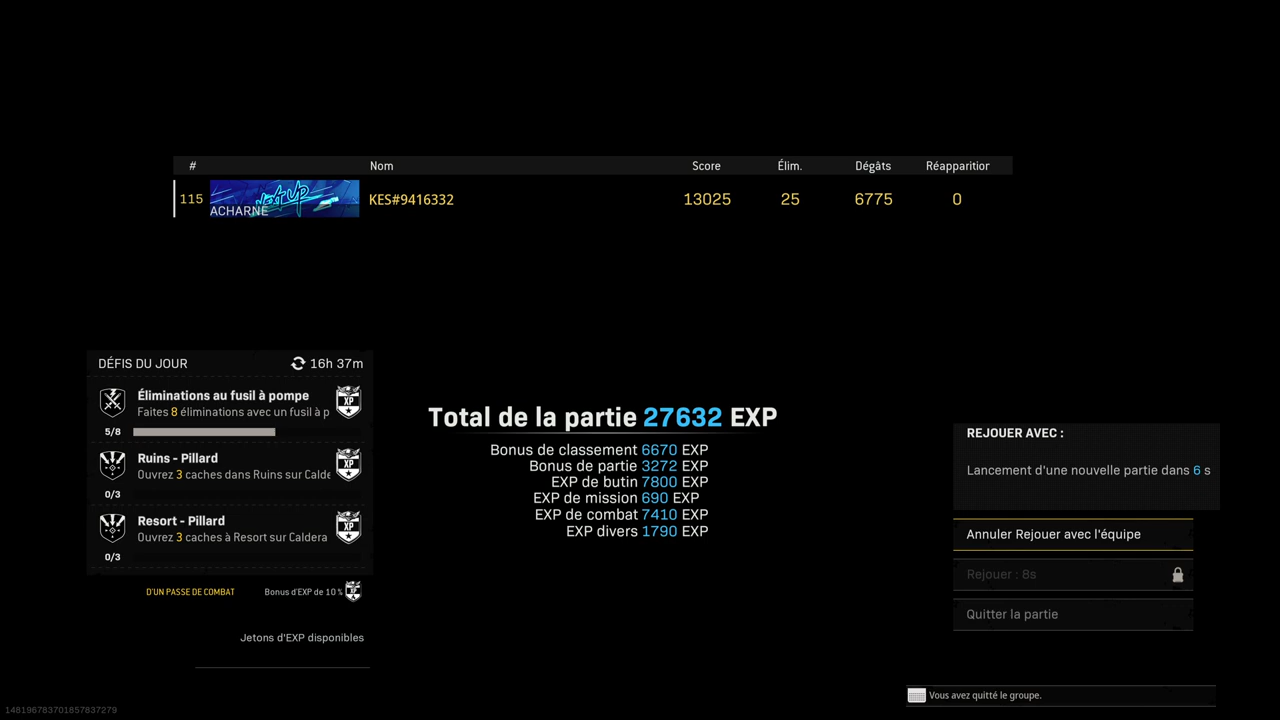 # Nom Score Élim. Dégâts Réapparitior
115 ACHARNÉ KES#9416332 13025 25 6775 0
DÉFIS DU JOUR 16h 37m
Éliminations au fusil à pompe
Faites 8 éliminations avec un fusil à p
5/8
XP
Ruins - Pillard
Ouvrez 3 caches dans Ruins sur Calde
0/3
XP
Resort - Pillard
Ouvrez 3 caches à Resort sur Caldera
0/3
XP
D'UN PASSE DE COMBAT Bonus d'EXP de 10 %
Jetons d'EXP disponibles
Total de la partie 27632 EXP
Bonus de classement 6670 EXP
Bonus de partie 3272 EXP
EXP de butin 7800 EXP
EXP de mission 690 EXP
EXP de combat 7410 EXP
EXP divers 1790 EXP
REJOUER AVEC :
Lancement d'une nouvelle partie dans 6 s
Annuler Rejouer avec l'équipe
Rejouer : 8s
Quitter la partie
Vous avez quitté le groupe.
148196783701857837279